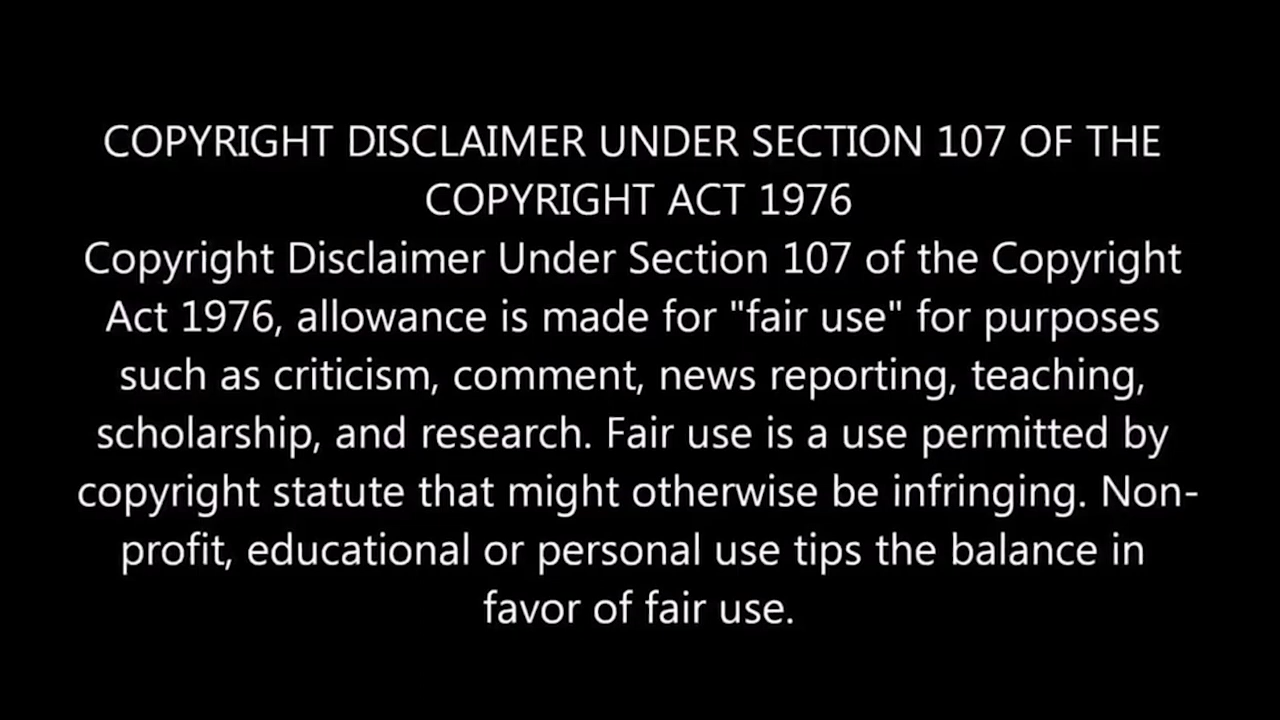 COPYRIGHT DISCLAIMER UNDER SECTION 107 OF THE
COPYRIGHT ACT 1976
Copyright Disclaimer Under Section 107 of the Copyright
Act 1976, allowance is made for "fair use" for purposes
such as criticism, comment, news reporting, teaching,
scholarship, and research. Fair use is a use permitted by
copyright statute that might otherwise be infringing. Non-
profit, educational or personal use tips the balance in
favor of fair use.